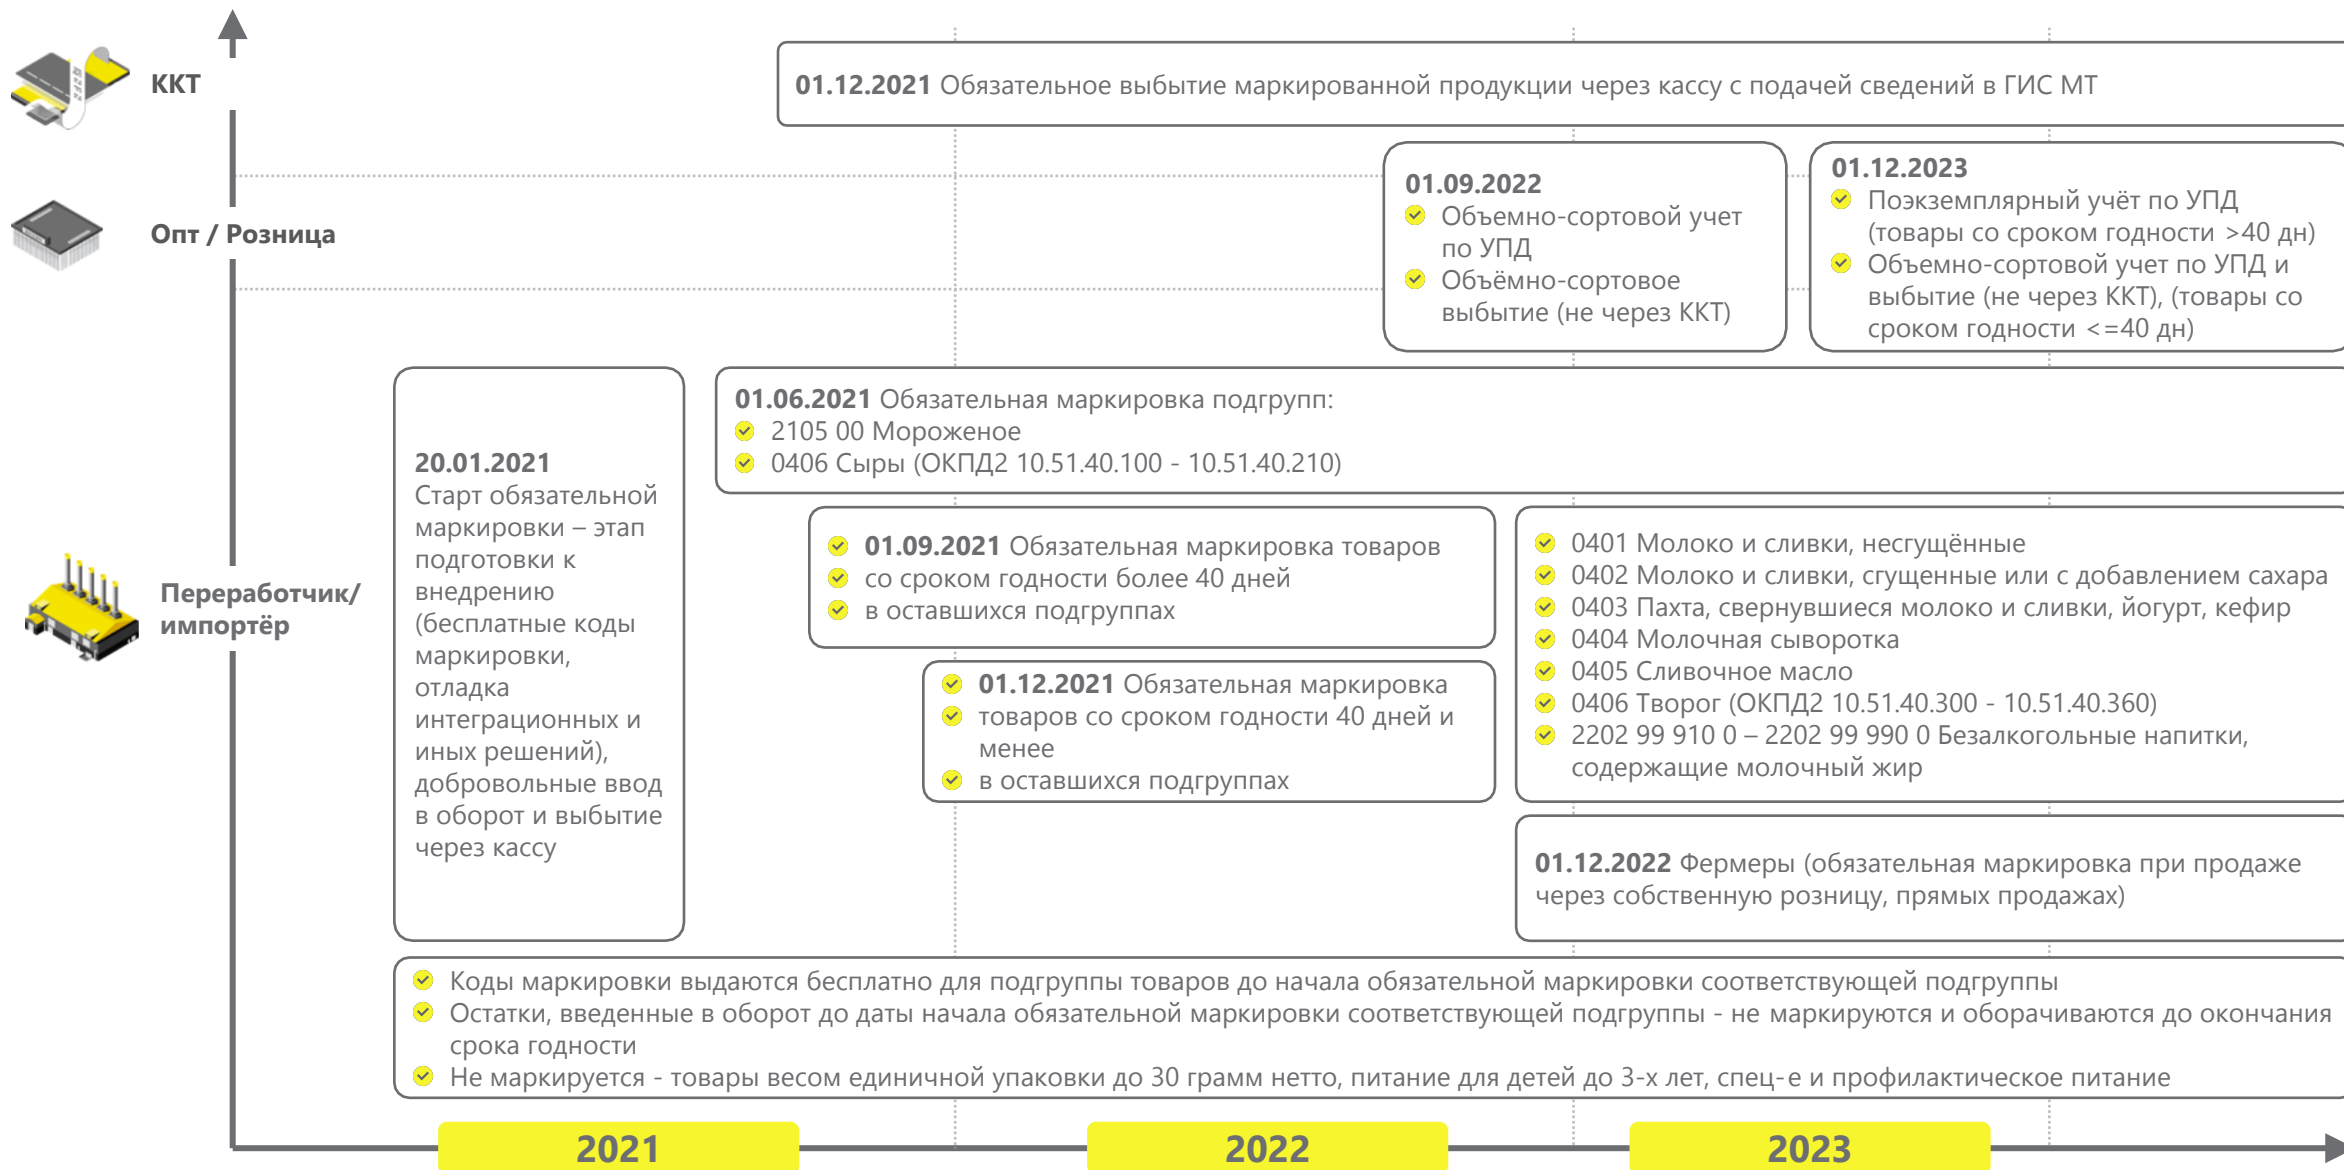 ККТ
01.12.2021 Обязательное выбытие маркированной продукции через кассу с подачей сведений в ГИС МТ
Опт / Розница
01.09.2022
Объемно-сортовой учет
по УПД
Объёмно-сортовое
выбытие (не через ККТ)
01.12.2023
Поэкземплярный учёт по УПД
(товары со сроком годности >40 дн)
Объемно-сортовой учет по УПД и
выбытие (не через ККТ), (товары со
сроком годности <=40 дн)
Переработчик/
импортёр
20.01.2021
Старт обязательной
маркировки – этап
подготовки к
внедрению
(бесплатные коды
маркировки,
отладка
интеграционных и
иных решений),
добровольные ввод
в оборот и выбытие
через кассу
01.06.2021 Обязательная маркировка подгрупп:
2105 00 Мороженое
0406 Сыры (ОКПД2 10.51.40.100 - 10.51.40.210)
01.09.2021 Обязательная маркировка товаров
со сроком годности более 40 дней
в оставшихся подгруппах
01.12.2021 Обязательная маркировка
товаров со сроком годности 40 дней и
менее
в оставшихся подгруппах
0401 Молоко и сливки, несгущённые
0402 Молоко и сливки, сгущенные или с добавлением сахара
0403 Пахта, свернувшиеся молоко и сливки, йогурт, кефир
0404 Молочная сыворотка
0405 Сливочное масло
0406 Творог (ОКПД2 10.51.40.300 - 10.51.40.360)
2202 99 910 0 – 2202 99 990 0 Безалкогольные напитки,
содержащие молочный жир
01.12.2022 Фермеры (обязательная маркировка при продаже
через собственную розницу, прямых продажах)
Коды маркировки выдаются бесплатно для подгруппы товаров до начала обязательной маркировки соответствующей подгруппы
Остатки, введенные в оборот до даты начала обязательной маркировки соответствующей подгруппы - не маркируются и оборачиваются до окончания
срока годности
Не маркируется - товары весом единичной упаковки до 30 грамм нетто, питание для детей до 3-х лет, спец-е и профилактическое питание
2021
2022
2023